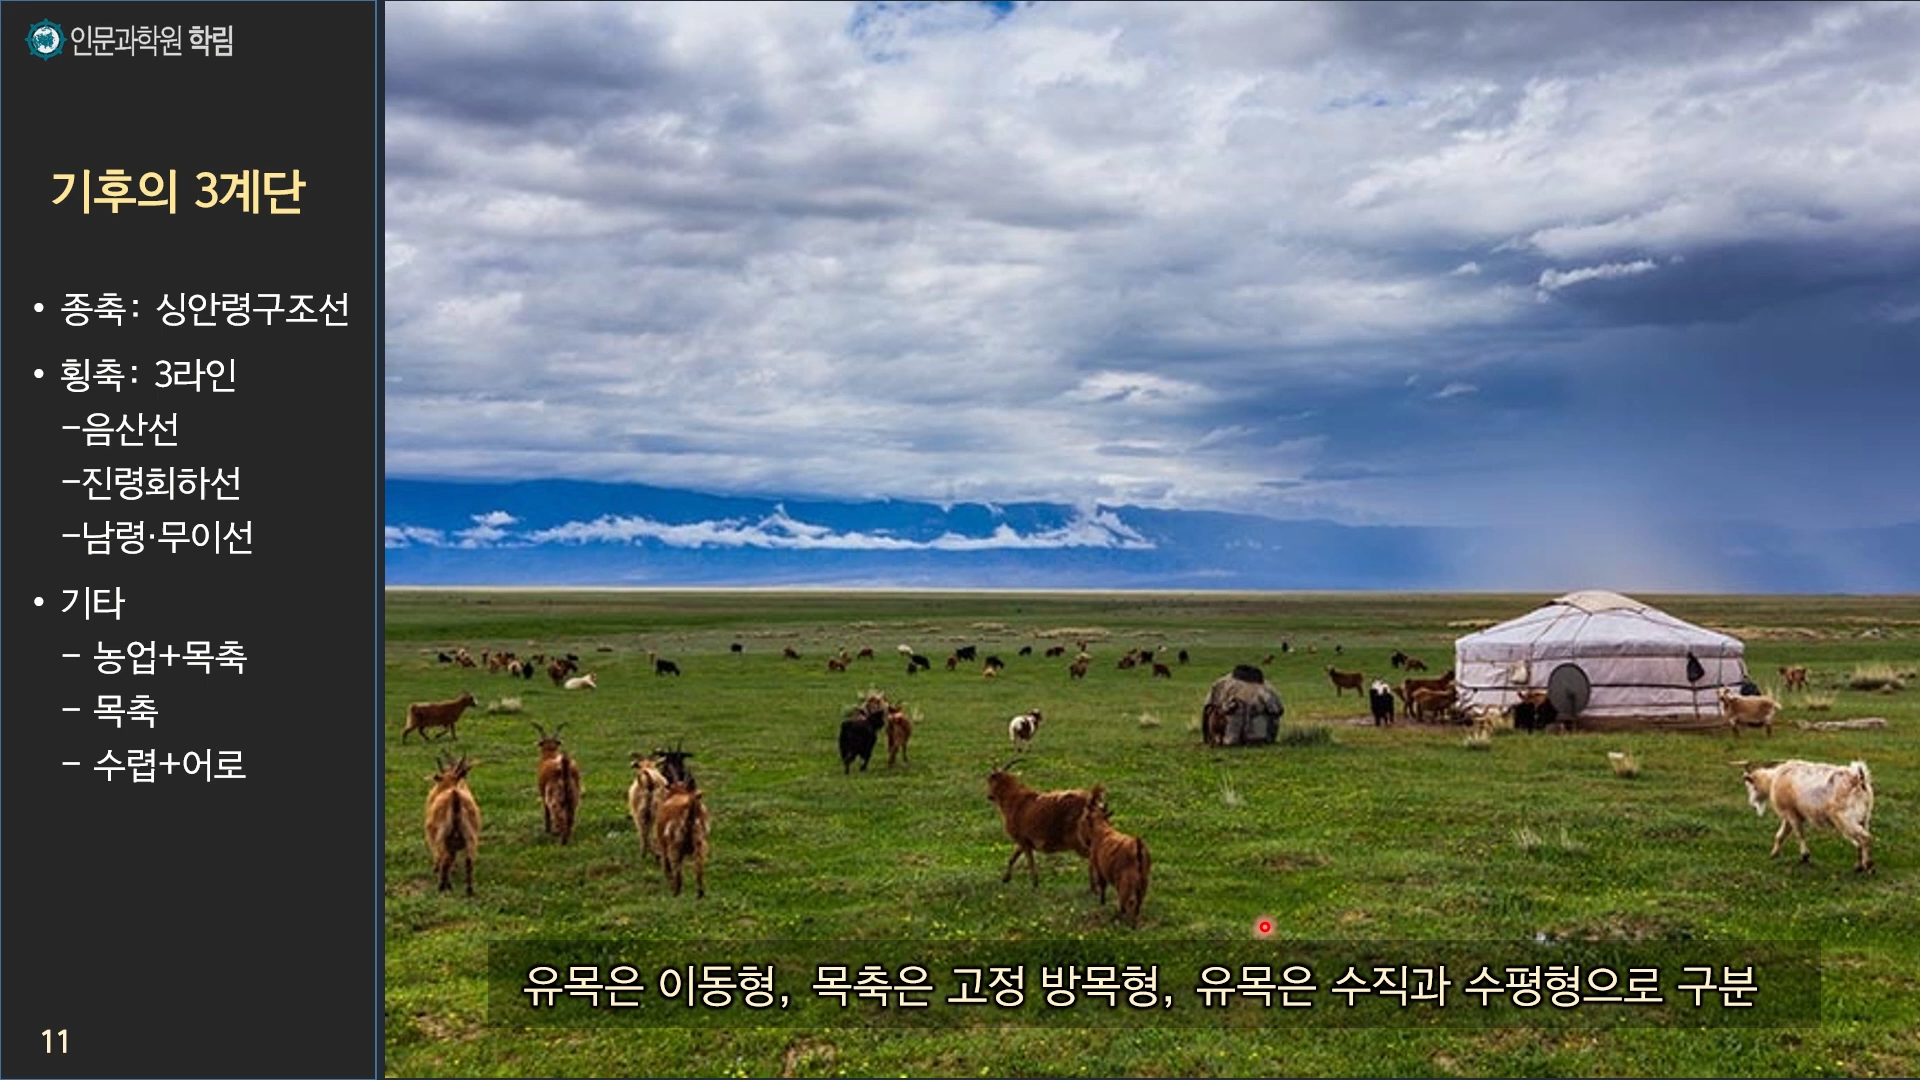 인문과학원 학림
기후의 3계단
• 종축: 싱안령구조선
• 횡축: 3라인
-음산선
-진령회하선
-남령·무이선
• 기타
- 농업+목축
- 목축
- 수렵+어로
유목은 이동형, 목축은 고정 방목형, 유목은 수직과 수평형으로 구분
11